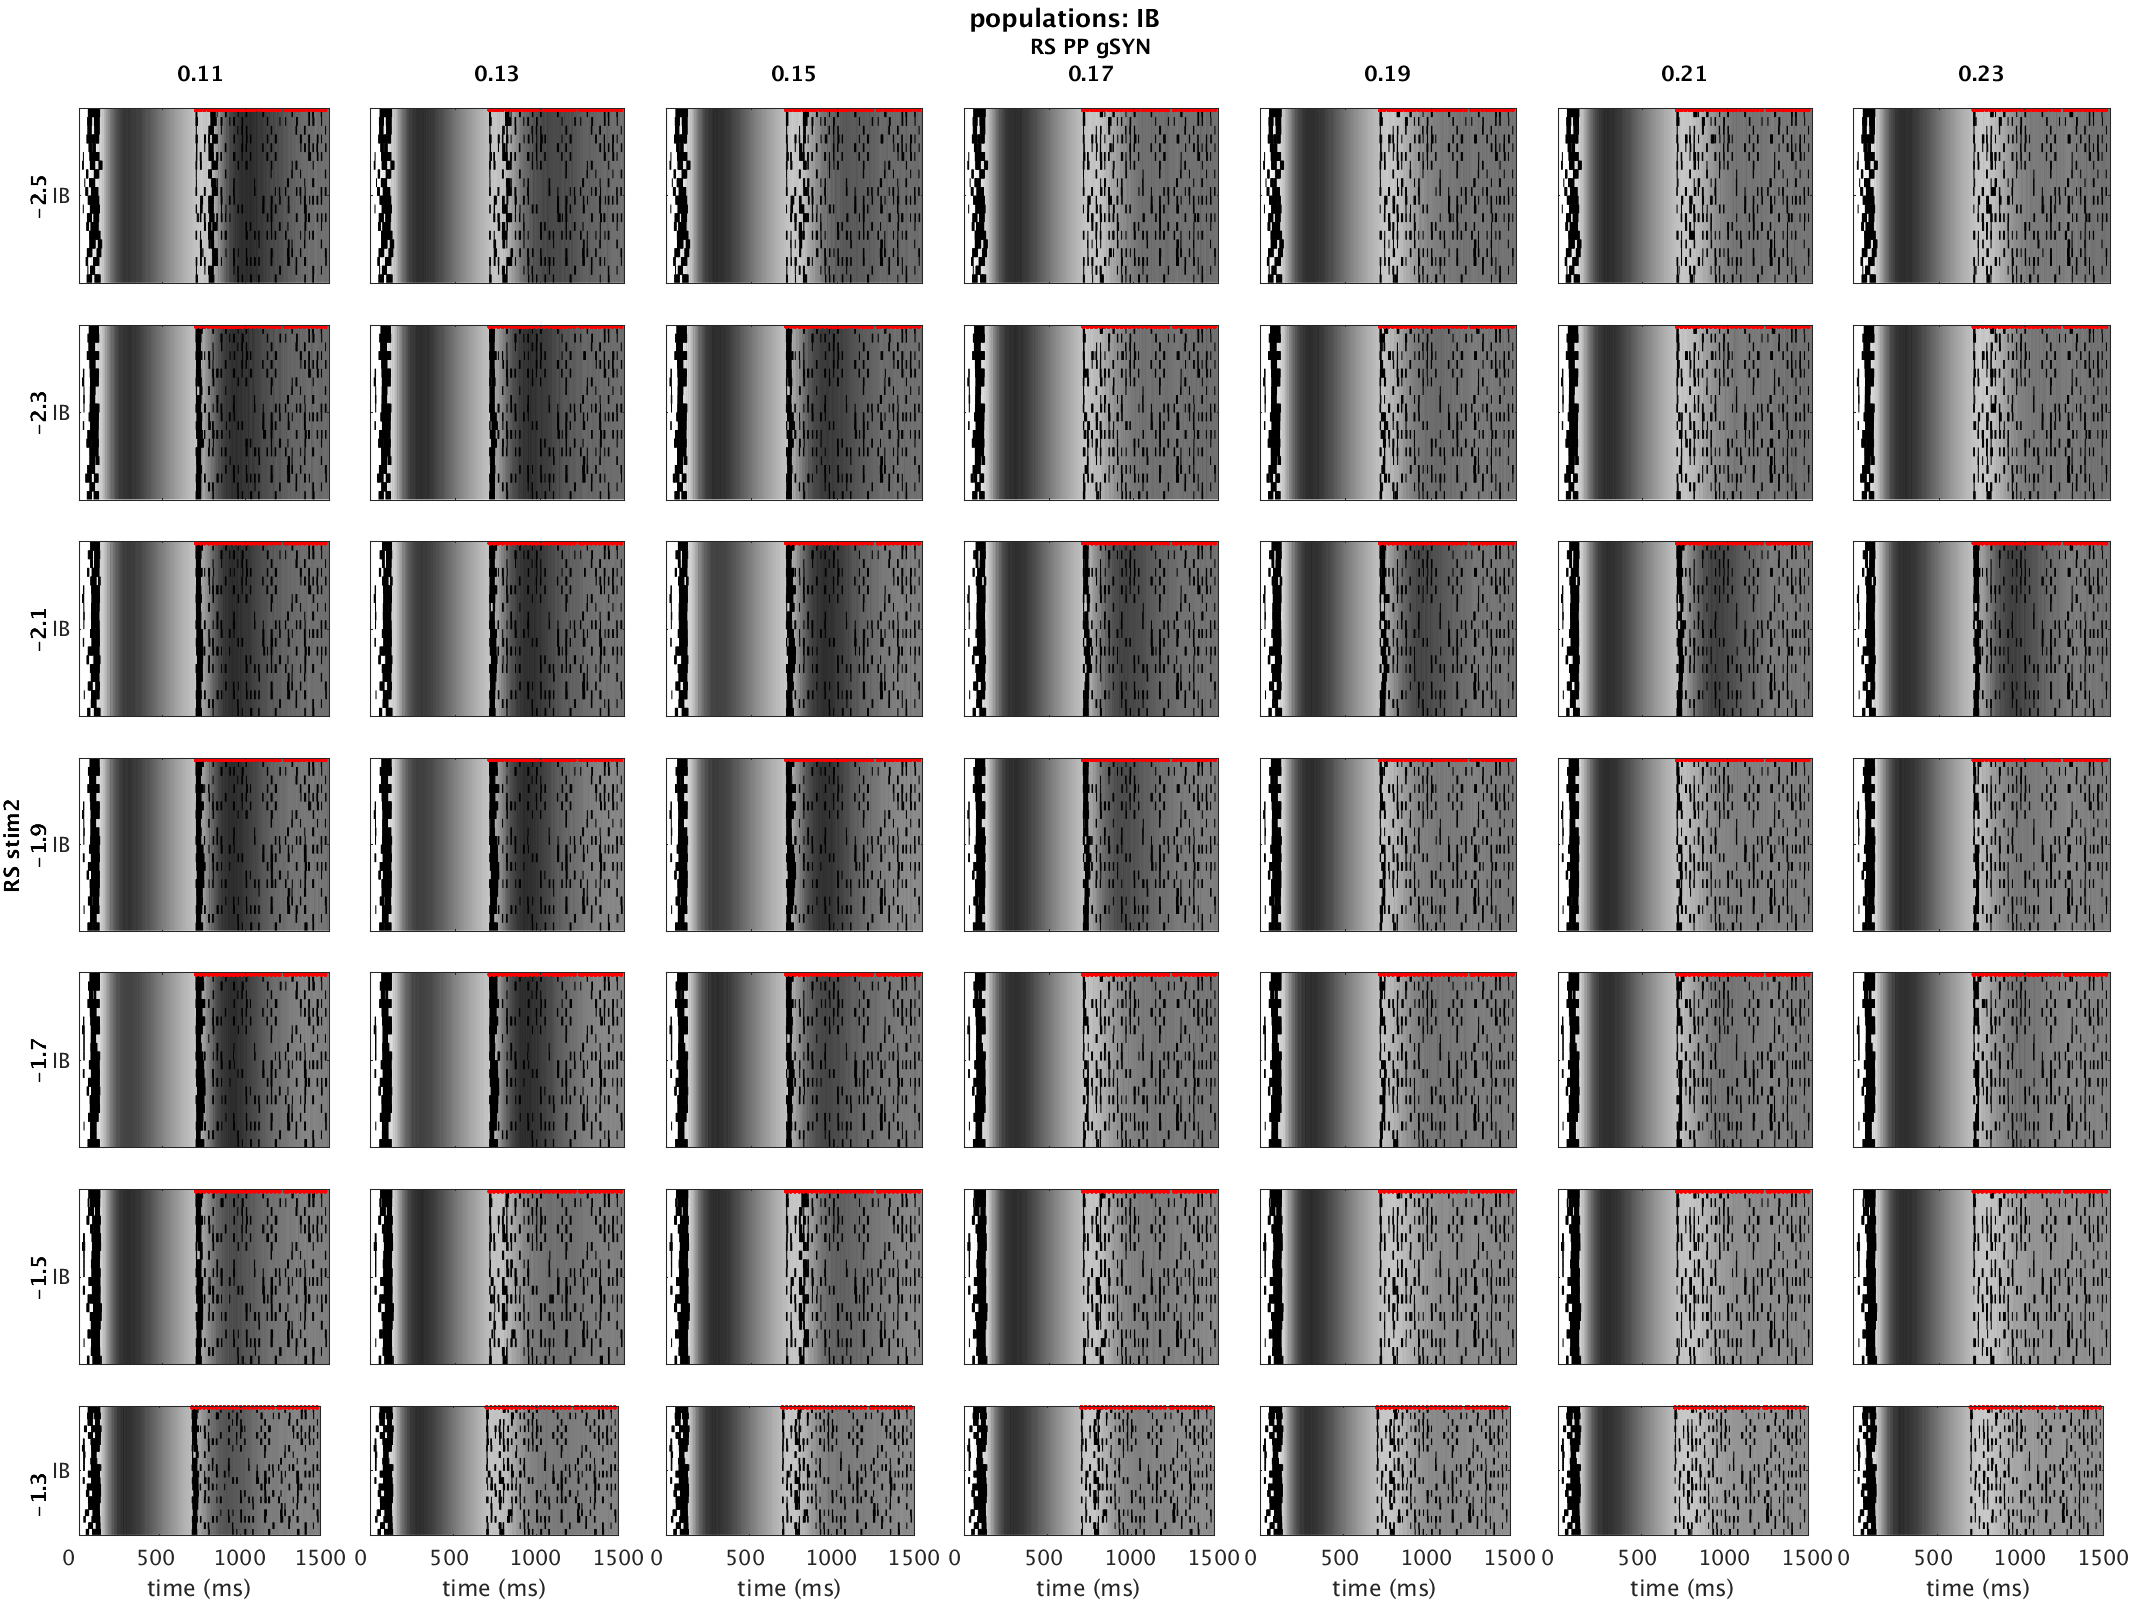 populations: IB
RS PP gSYN
0.11 0.13 0.15 0.17 0.19 0.21 0.23
−2.5 IB
−2.3 IB
−2.1 IB
RS stim2
−1.9 IB
−1.7 IB
−1.5 IB
−1.3 IB
0 500 1000 1500 0 500 1000 1500 0 500 1000 1500 0 500 1000 1500 0 500 1000 1500 0 500 1000 1500 0 500 1000 1500
time (ms) time (ms) time (ms) time (ms) time (ms) time (ms) time (ms)